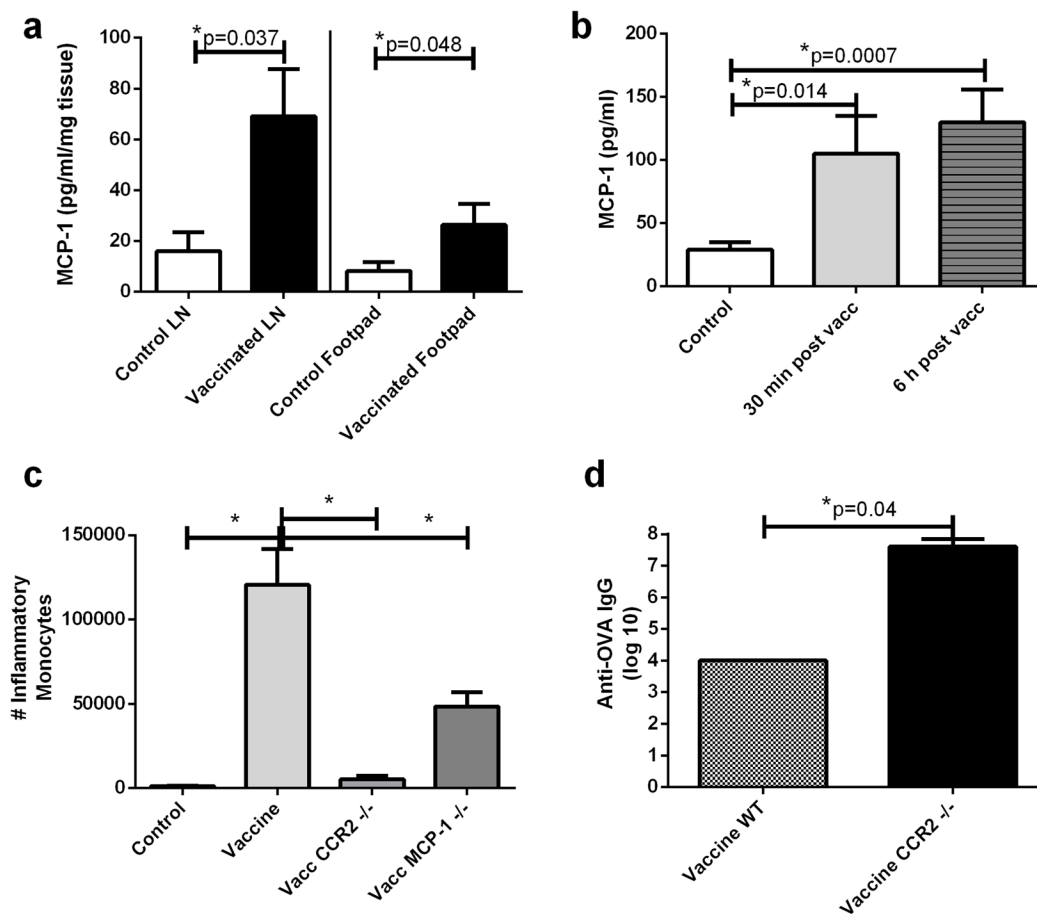 a
*p=0.037
*p=0.048
MCP-1 (pg/ml/mg tissue)
100
80
60
40
20
0
Control LN
Vaccinated LN
Control Footpad
Vaccinated Footpad
b
*p=0.0007
*p=0.014
MCP-1 (pg/ml)
200
150
100
50
0
Control
30 min post vacc
6 h post vacc
c
*
*
*
# Inflammatory
Monocytes
150000
100000
50000
0
Control
Vaccine
Vacc CCR2 -/-
Vacc MCP-1 -/-
d
*p=0.04
Anti-OVA IgG
(log 10)
8
7
6
5
4
3
2
1
0
Vaccine WT
Vaccine CCR2 -/-